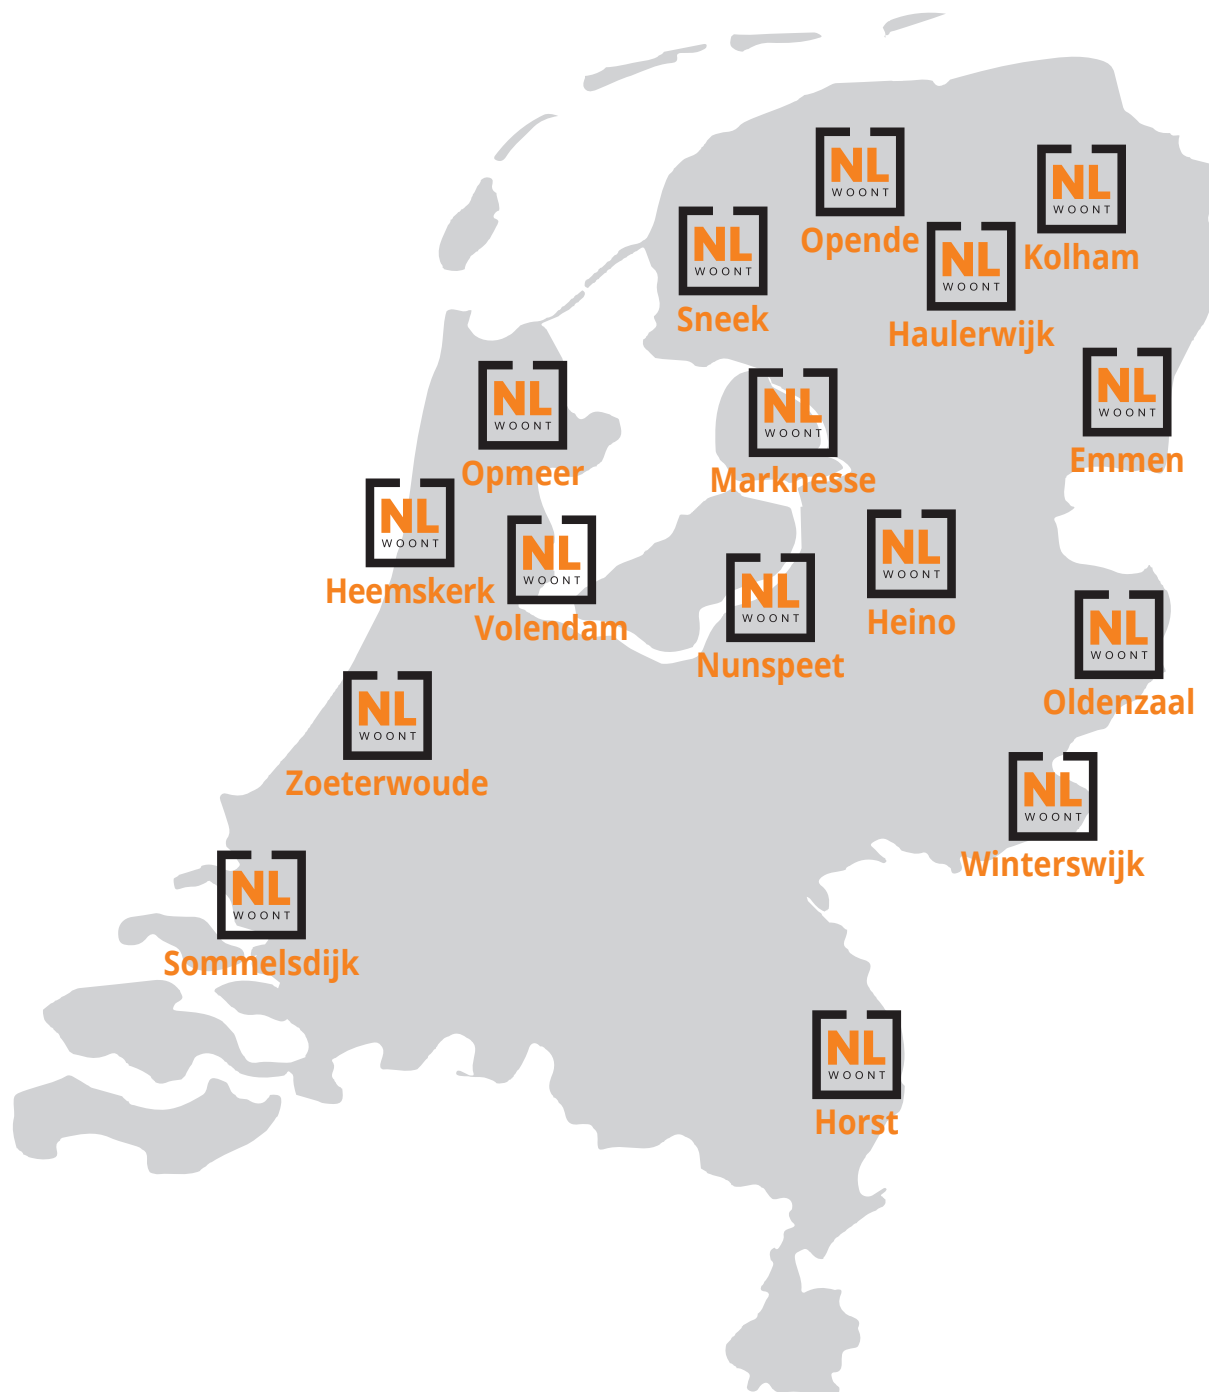 NL
WOONT
Opende
NL
WOONT
Kolham
NL
WOONT
Sneek
NL
WOONT
Haulerwijk
NL
WOONT
Emmen
NL
WOONT
Opmeer
NL
WOONT
Marknesse
NL
WOONT
Heemskerk
NL
WOONT
Volendam
NL
WOONT
Heino
NL
WOONT
Nunspeet
NL
WOONT
Oldenzaal
NL
WOONT
Zoeterwoude
NL
WOONT
Winterswijk
NL
WOONT
Sommelsdijk
NL
WOONT
Horst